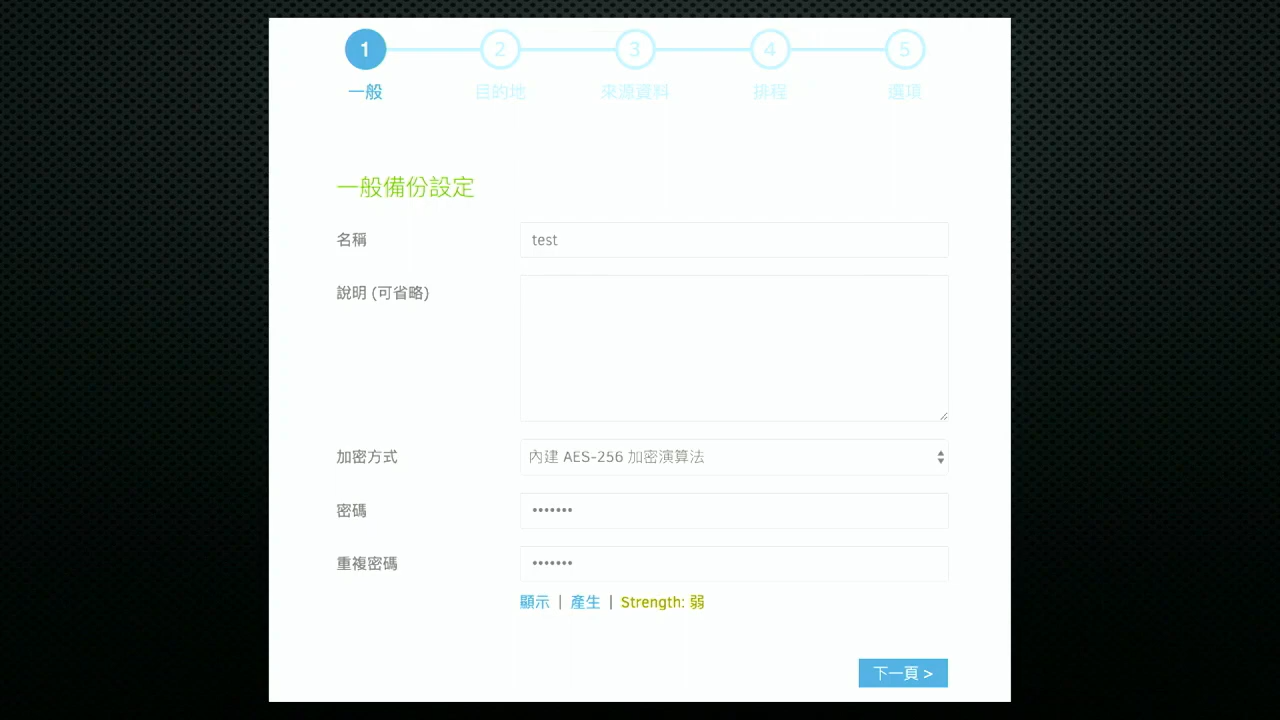 1 2 3 4 5
一般 目的地 來源資料 排程 選項
一般備份設定
名稱 test
說明 (可省略)
加密方式 內建 AES-256 加密演算法
密碼 •••••••
重複密碼 •••••••
顯示 | 產生 | Strength: 弱
下一頁 >